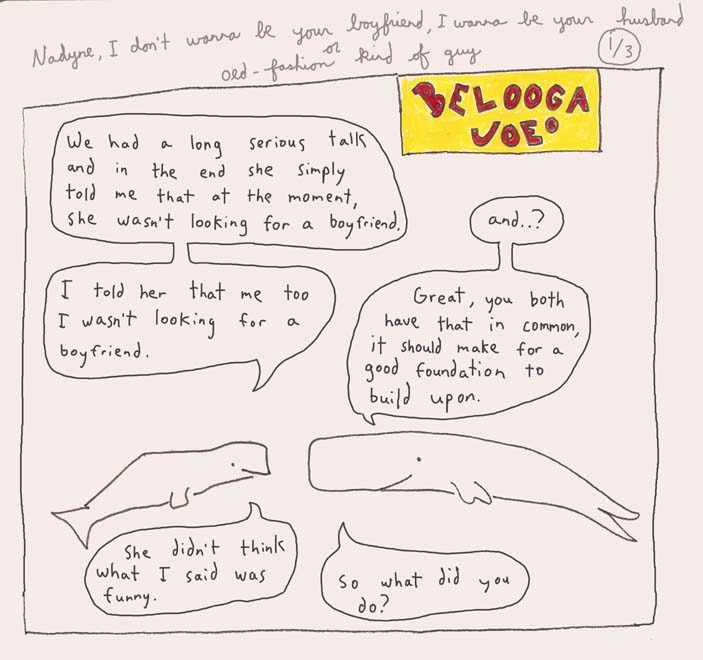 Nadyne, I don't wanna be your boyfriend, I wanna be your husband
or
old-fashion kind of guy
1/3
BELOOGA
JOE
We had a long serious talk
and in the end she simply
told me that at the moment,
she wasn't looking for a boyfriend.
I told her that me too
I wasn't looking for a
boyfriend.
and..?
Great, you both
have that in common,
it should make for a
good foundation to
build upon.
She didn't think
what I said was
funny.
So what did you
do?